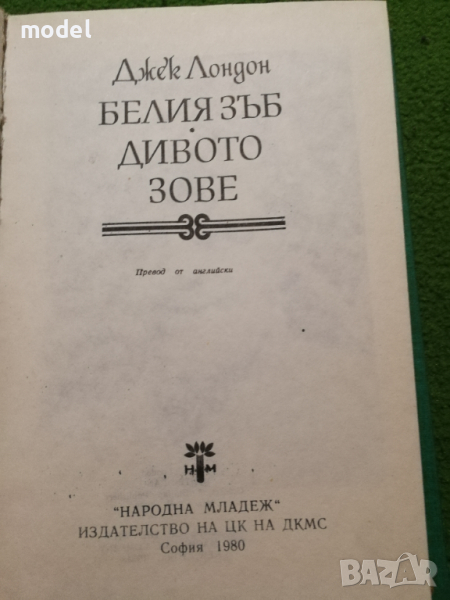 model
Джек Лондон
БЕЛИЯ ЗЪБ
ДИВОТО
ЗОВЕ
Превод от английски
НМ
"НАРОДНА МЛАДЕЖ"
ИЗДАТЕЛСТВО НА ЦК НА ДКМС
София 1980
BAZAR